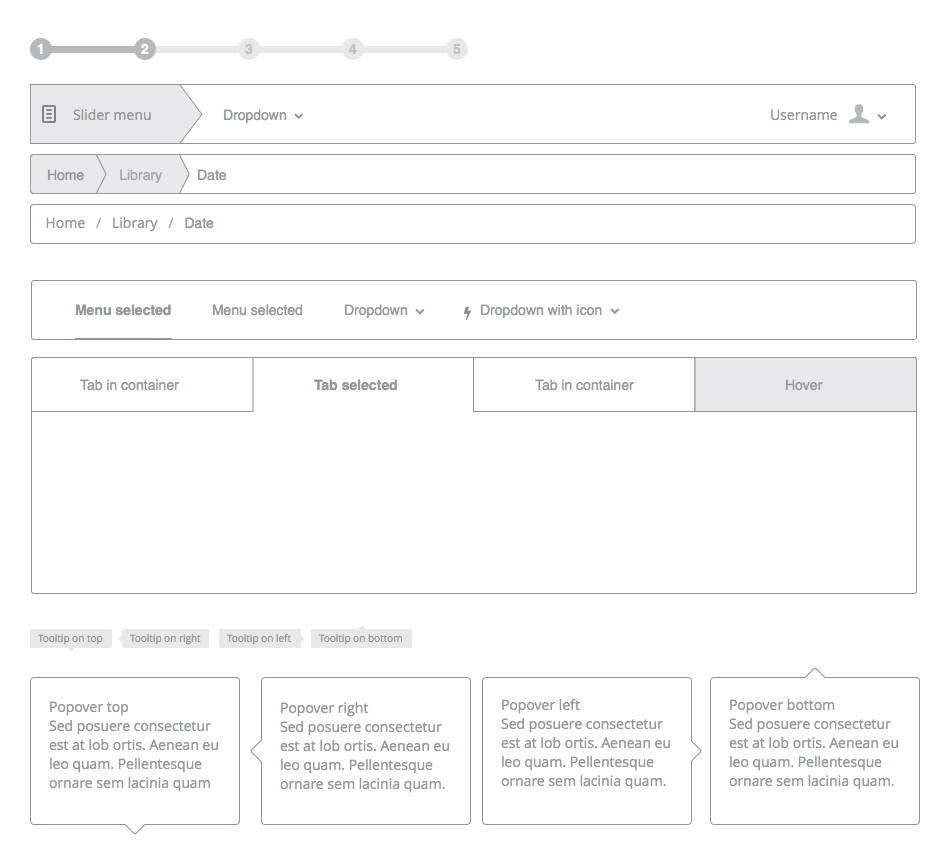 1 2 3 4 5
Slider menu Dropdown Username
Home Library Date
Home / Library / Date
Menu selected Menu selected Dropdown Dropdown with icon
Tab in container Tab selected Tab in container Hover
Tooltip on top Tooltip on right Tooltip on left Tooltip on bottom
Popover top
Sed posuere consectetur
est at lob ortis. Aenean eu
leo quam. Pellentesque
ornare sem lacinia quam
Popover right
Sed posuere consectetur
est at lob ortis. Aenean eu
leo quam. Pellentesque
ornare sem lacinia quam.
Popover left
Sed posuere consectetur
est at lob ortis. Aenean eu
leo quam. Pellentesque
ornare sem lacinia quam.
Popover bottom
Sed posuere consectetur
est at lob ortis. Aenean eu
leo quam. Pellentesque
ornare sem lacinia quam.